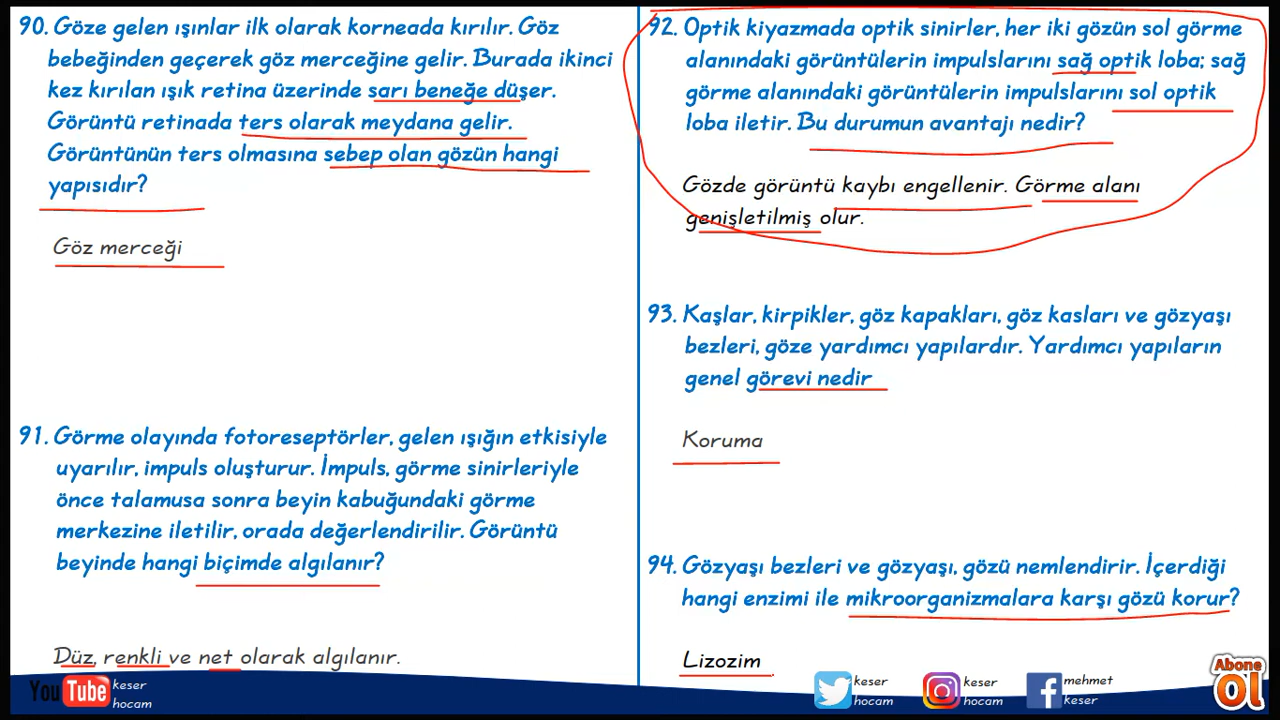 90. Göze gelen ışınlar ilk olarak korneada kırılır. Göz
bebeğinden geçerek göz merceğine gelir. Burada ikinci
kez kırılan ışık retina üzerinde sarı beneğe düşer.
Görüntü retinada ters olarak meydana gelir.
Görüntünün ters olmasına sebep olan gözün hangi
yapısıdır?
Göz merceği
91. Görme olayında fotoreseptörler, gelen ışığın etkisiyle
uyarılır, impuls oluşturur. İmpuls, görme sinirleriyle
önce talamusa sonra beyin kabuğundaki görme
merkezine iletilir, orada değerlendirilir. Görüntü
beyinde hangi biçimde algılanır?
Düz, renkli ve net olarak algılanır.
92. Optik kiyazmada optik sinirler, her iki gözün sol görme
alanındaki görüntülerin impulslarını sağ optik loba; sağ
görme alanındaki görüntülerin impulslarını sol optik
loba iletir. Bu durumun avantajı nedir?
Gözde görüntü kaybı engellenir. Görme alanı
genişletilmiş olur.
93. Kaşlar, kirpikler, göz kapakları, göz kasları ve gözyaşı
bezleri, göze yardımcı yapılardır. Yardımcı yapıların
genel görevi nedir
Koruma
94. Gözyaşı bezleri ve gözyaşı, gözü nemlendirir. İçerdiği
hangi enzimi ile mikroorganizmalara karşı gözü korur?
Lizozim
YouTube keser
hocam
keser
hocam
keser
hocam
mehmet
keser
Abone
OL